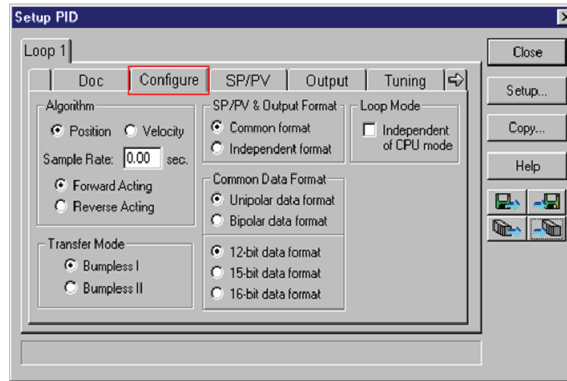 Setup PID
Loop 1
Doc
Configure
SP/PV
Output
Tuning
Algorithm
Position
Velocity
Sample Rate: 0.00 sec.
Forward Acting
Reverse Acting
Transfer Mode
Bumpless I
Bumpless II
SP/PV & Output Format
Common format
Independent format
Common Data Format
Unipolar data format
Bipolar data format
12-bit data format
15-bit data format
16-bit data format
Loop Mode
Independent
of CPU mode
Close
Setup...
Copy...
Help